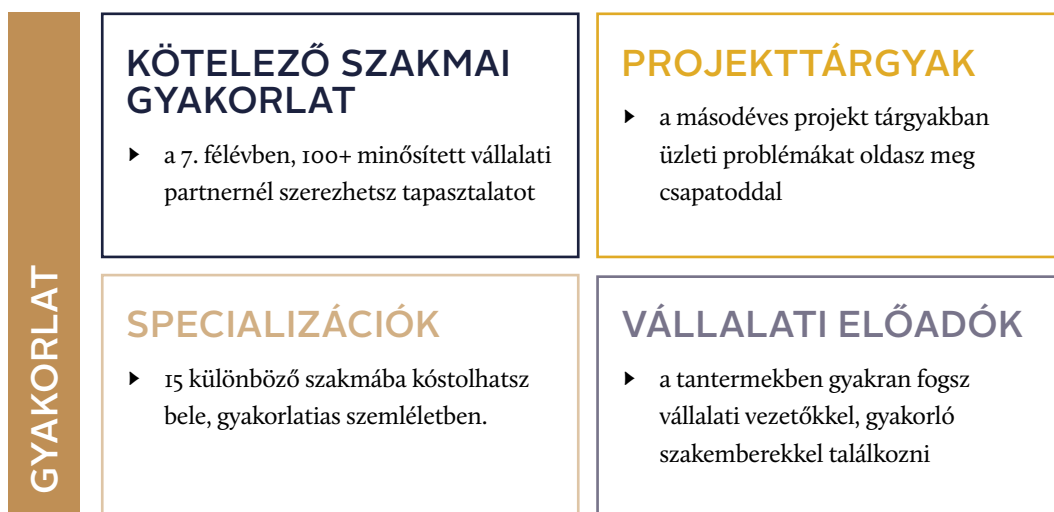 GYAKORLAT
KÖTELEZŐ SZAKMAI
GYAKORLAT
▸ a 7. félévben, 100+ minősített vállalati
partnernél szerezhetsz tapasztalatot
PROJEKTTÁRGYAK
▸ a másodéves projekt tárgyakban
üzleti problémákat oldasz meg
csapatoddal
SPECIALIZÁCIÓK
▸ 15 különböző szakmába kóstolhatsz
bele, gyakorlatias szemléletben.
VÁLLALATI ELŐADÓK
▸ a tantermekben gyakran fogsz
vállalati vezetőkkel, gyakorló
szakemberekkel találkozni